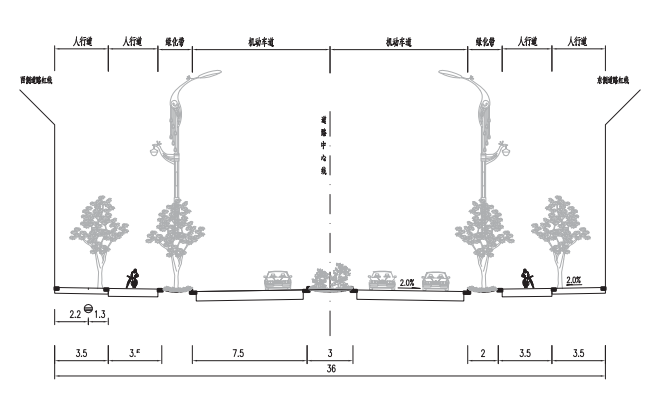 人行道 人行道 绿化带 机动车道 机动车道 绿化带 人行道 人行道
西侧道路红线 东侧道路红线
道路中心线
2.0% 2.0%
2.2 1.3
3.5 3.5 7.5 3 2 3.5 3.5
36